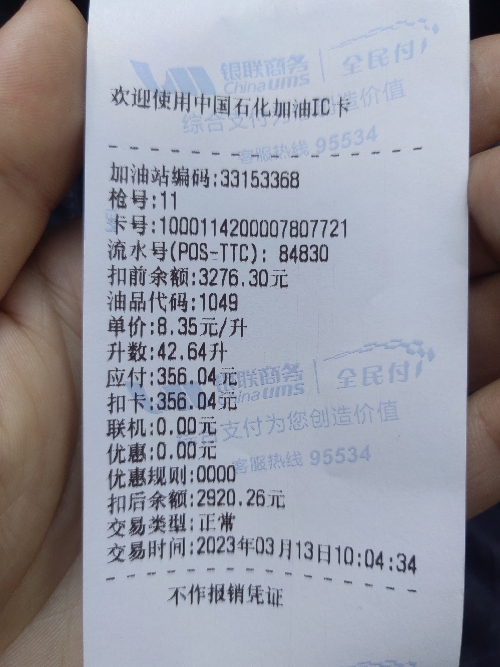 银联商务 全民付
Chinaums
欢迎使用中国石化加油IC卡
综合支付为您创造价值
客服热线 95534
加油站编码:33153368
枪号:11
卡号:1000114200007807721
流水号(POS-TTC): 84830
扣前余额:3276.30元
油品代码:1049
单价:8.35元/升
升数:42.64升
应付:356.04元
银联商务 全民付
Chinaums
扣卡:356.04元
联机:0.00元
综合支付为您创造价值
优惠:0.00元
客服热线 95534
优惠规则:0000
扣后余额:2920.26元
交易类型:正常
交易时间:2023年03月13日10:04:34
不作报销凭证